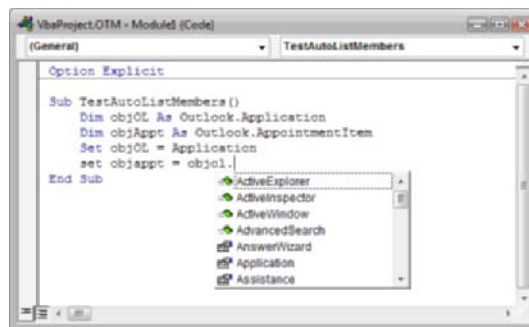 VbaProject.OTM - Module1 (Code)
(General) TestAutoListMembers
Option Explicit
Sub TestAutoListMembers()
Dim objOL As Outlook.Application
Dim objAppt As Outlook.AppointmentItem
Set objOL = Application
set objappt = objol.
End Sub
ActiveExplorer
ActiveInspector
ActiveWindow
AdvancedSearch
AnswerWizard
Application
Assistance